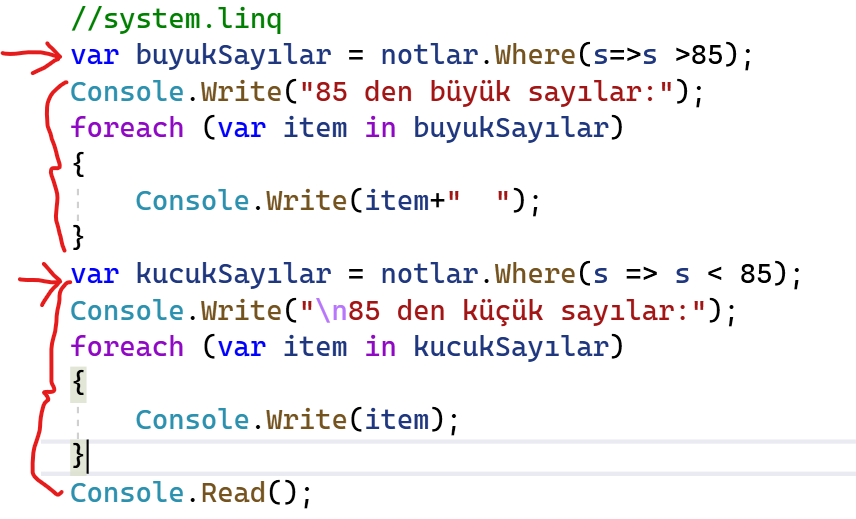 //system.linq
var buyukSayılar = notlar.Where(s=>s >85);
Console.Write("85 den büyük sayılar:");
foreach (var item in buyukSayılar)
{
    Console.Write(item+"  ");
}
var kucukSayılar = notlar.Where(s => s < 85);
Console.Write("\n85 den küçük sayılar:");
foreach (var item in kucukSayılar)
{
    Console.Write(item);
}
Console.Read();